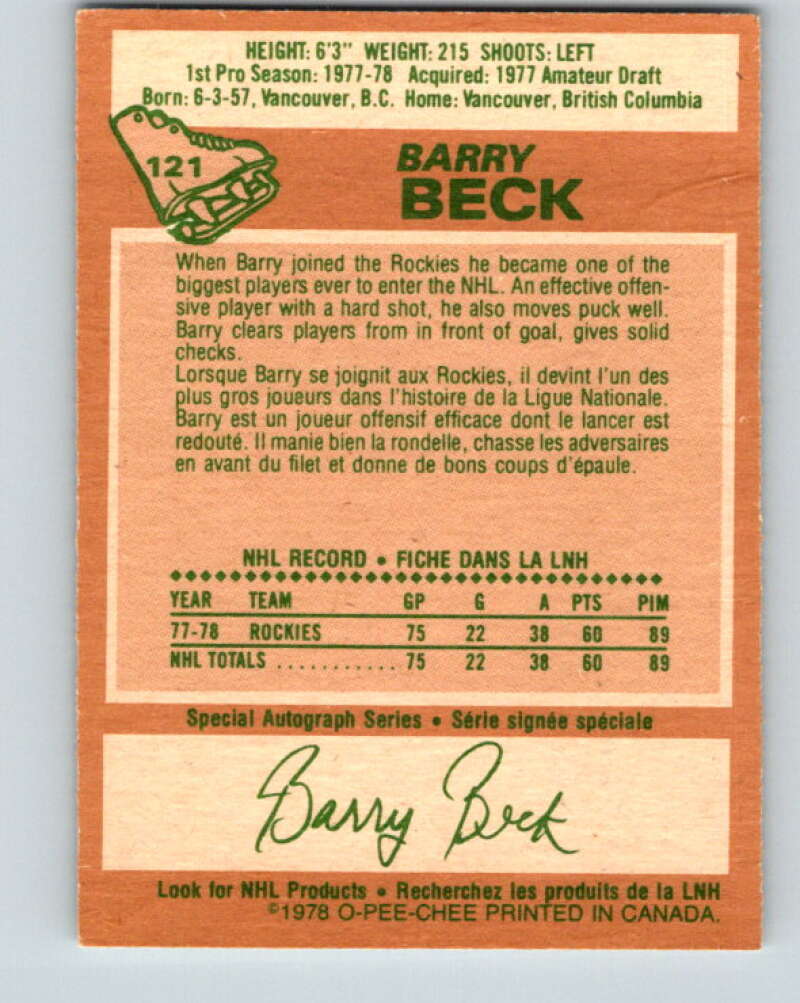 HEIGHT: 6'3" WEIGHT: 215 SHOOTS: LEFT
1st Pro Season: 1977-78 Acquired: 1977 Amateur Draft
Born: 6-3-57, Vancouver, B.C. Home: Vancouver, British Columbia
121
BARRY
BECK
When Barry joined the Rockies he became one of the
biggest players ever to enter the NHL. An effective offen-
sive player with a hard shot, he also moves puck well.
Barry clears players from in front of goal, gives solid
checks.
Lorsque Barry se joignit aux Rockies, il devint l'un des
plus gros joueurs dans l'histoire de la Ligue Nationale.
Barry est un joueur offensif efficace dont le lancer est
redouté. Il manie bien la rondelle, chasse les adversaires
en avant du filet et donne de bons coups d'épaule.
NHL RECORD • FICHE DANS LA LNH
YEAR TEAM GP G A PTS PIM
77-78 ROCKIES 75 22 38 60 89
NHL TOTALS ........... 75 22 38 60 89
Special Autograph Series • Série signée spéciale
Barry Beck
Look for NHL Products • Recherchez les produits de la LNH
©1978 O-PEE-CHEE PRINTED IN CANADA.